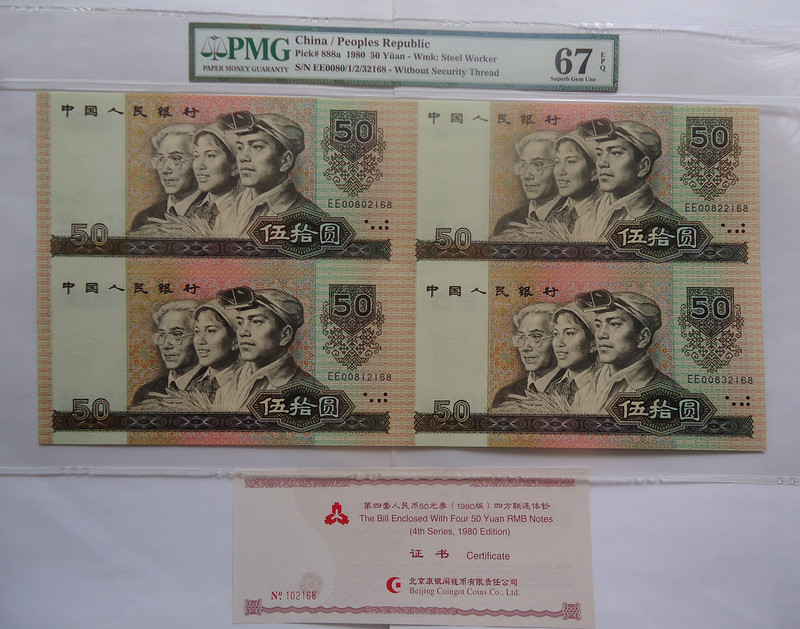 PMG
PAPER MONEY GUARANTY
China / Peoples Republic
Pick# 888a 1980 50 Yüan - Wmk: Steel Worker
S/N EE0080/1/2/32168 - Without Security Thread
67 EPQ
Superb Gem Unc
中国人民银行
50
EE00802168
50
伍拾圆
中国人民银行
50
EE00822168
50
伍拾圆
中国人民银行
50
EE00812168
50
伍拾圆
中国人民银行
50
EE00832168
50
伍拾圆
第四套人民币50元券(1980版)四方联连体钞
The Bill Enclosed With Four 50 Yuan RMB Notes
(4th Series, 1980 Edition)
证书 Certificate
北京康银阁钱币有限责任公司
Beijing Coingot Coins Co., Ltd.
№ 102168